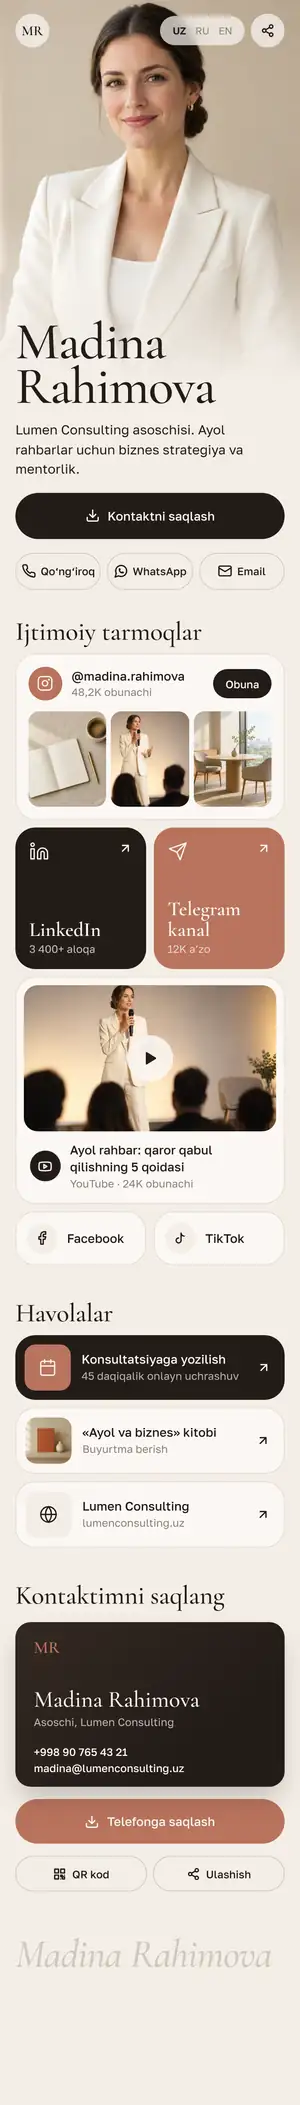 MR
UZ RU EN
Madina
Rahimova
Lumen Consulting asoschisi. Ayol
rahbarlar uchun biznes strategiya va
mentorlik.
Kontaktni saqlash
Qo‘ng‘iroq
WhatsApp
Email
Ijtimoiy tarmoqlar
@madina.rahimova
48,2K obunachi
Obuna
LinkedIn
3 400+ aloqa
Telegram
kanal
12K a’zo
Ayol rahbar: qaror qabul
qilishning 5 qoidasi
YouTube · 24K obunachi
Facebook
TikTok
Havolalar
Konsultatsiyaga yozilish
45 daqiqalik onlayn uchrashuv
«Ayol va biznes» kitobi
Buyurtma berish
Lumen Consulting
lumenconsulting.uz
Kontaktimni saqlang
MR
Madina Rahimova
Asoschi, Lumen Consulting
+998 90 765 43 21
madina@lumenconsulting.uz
Telefonga saqlash
QR kod
Ulashish
Madina Rahimova